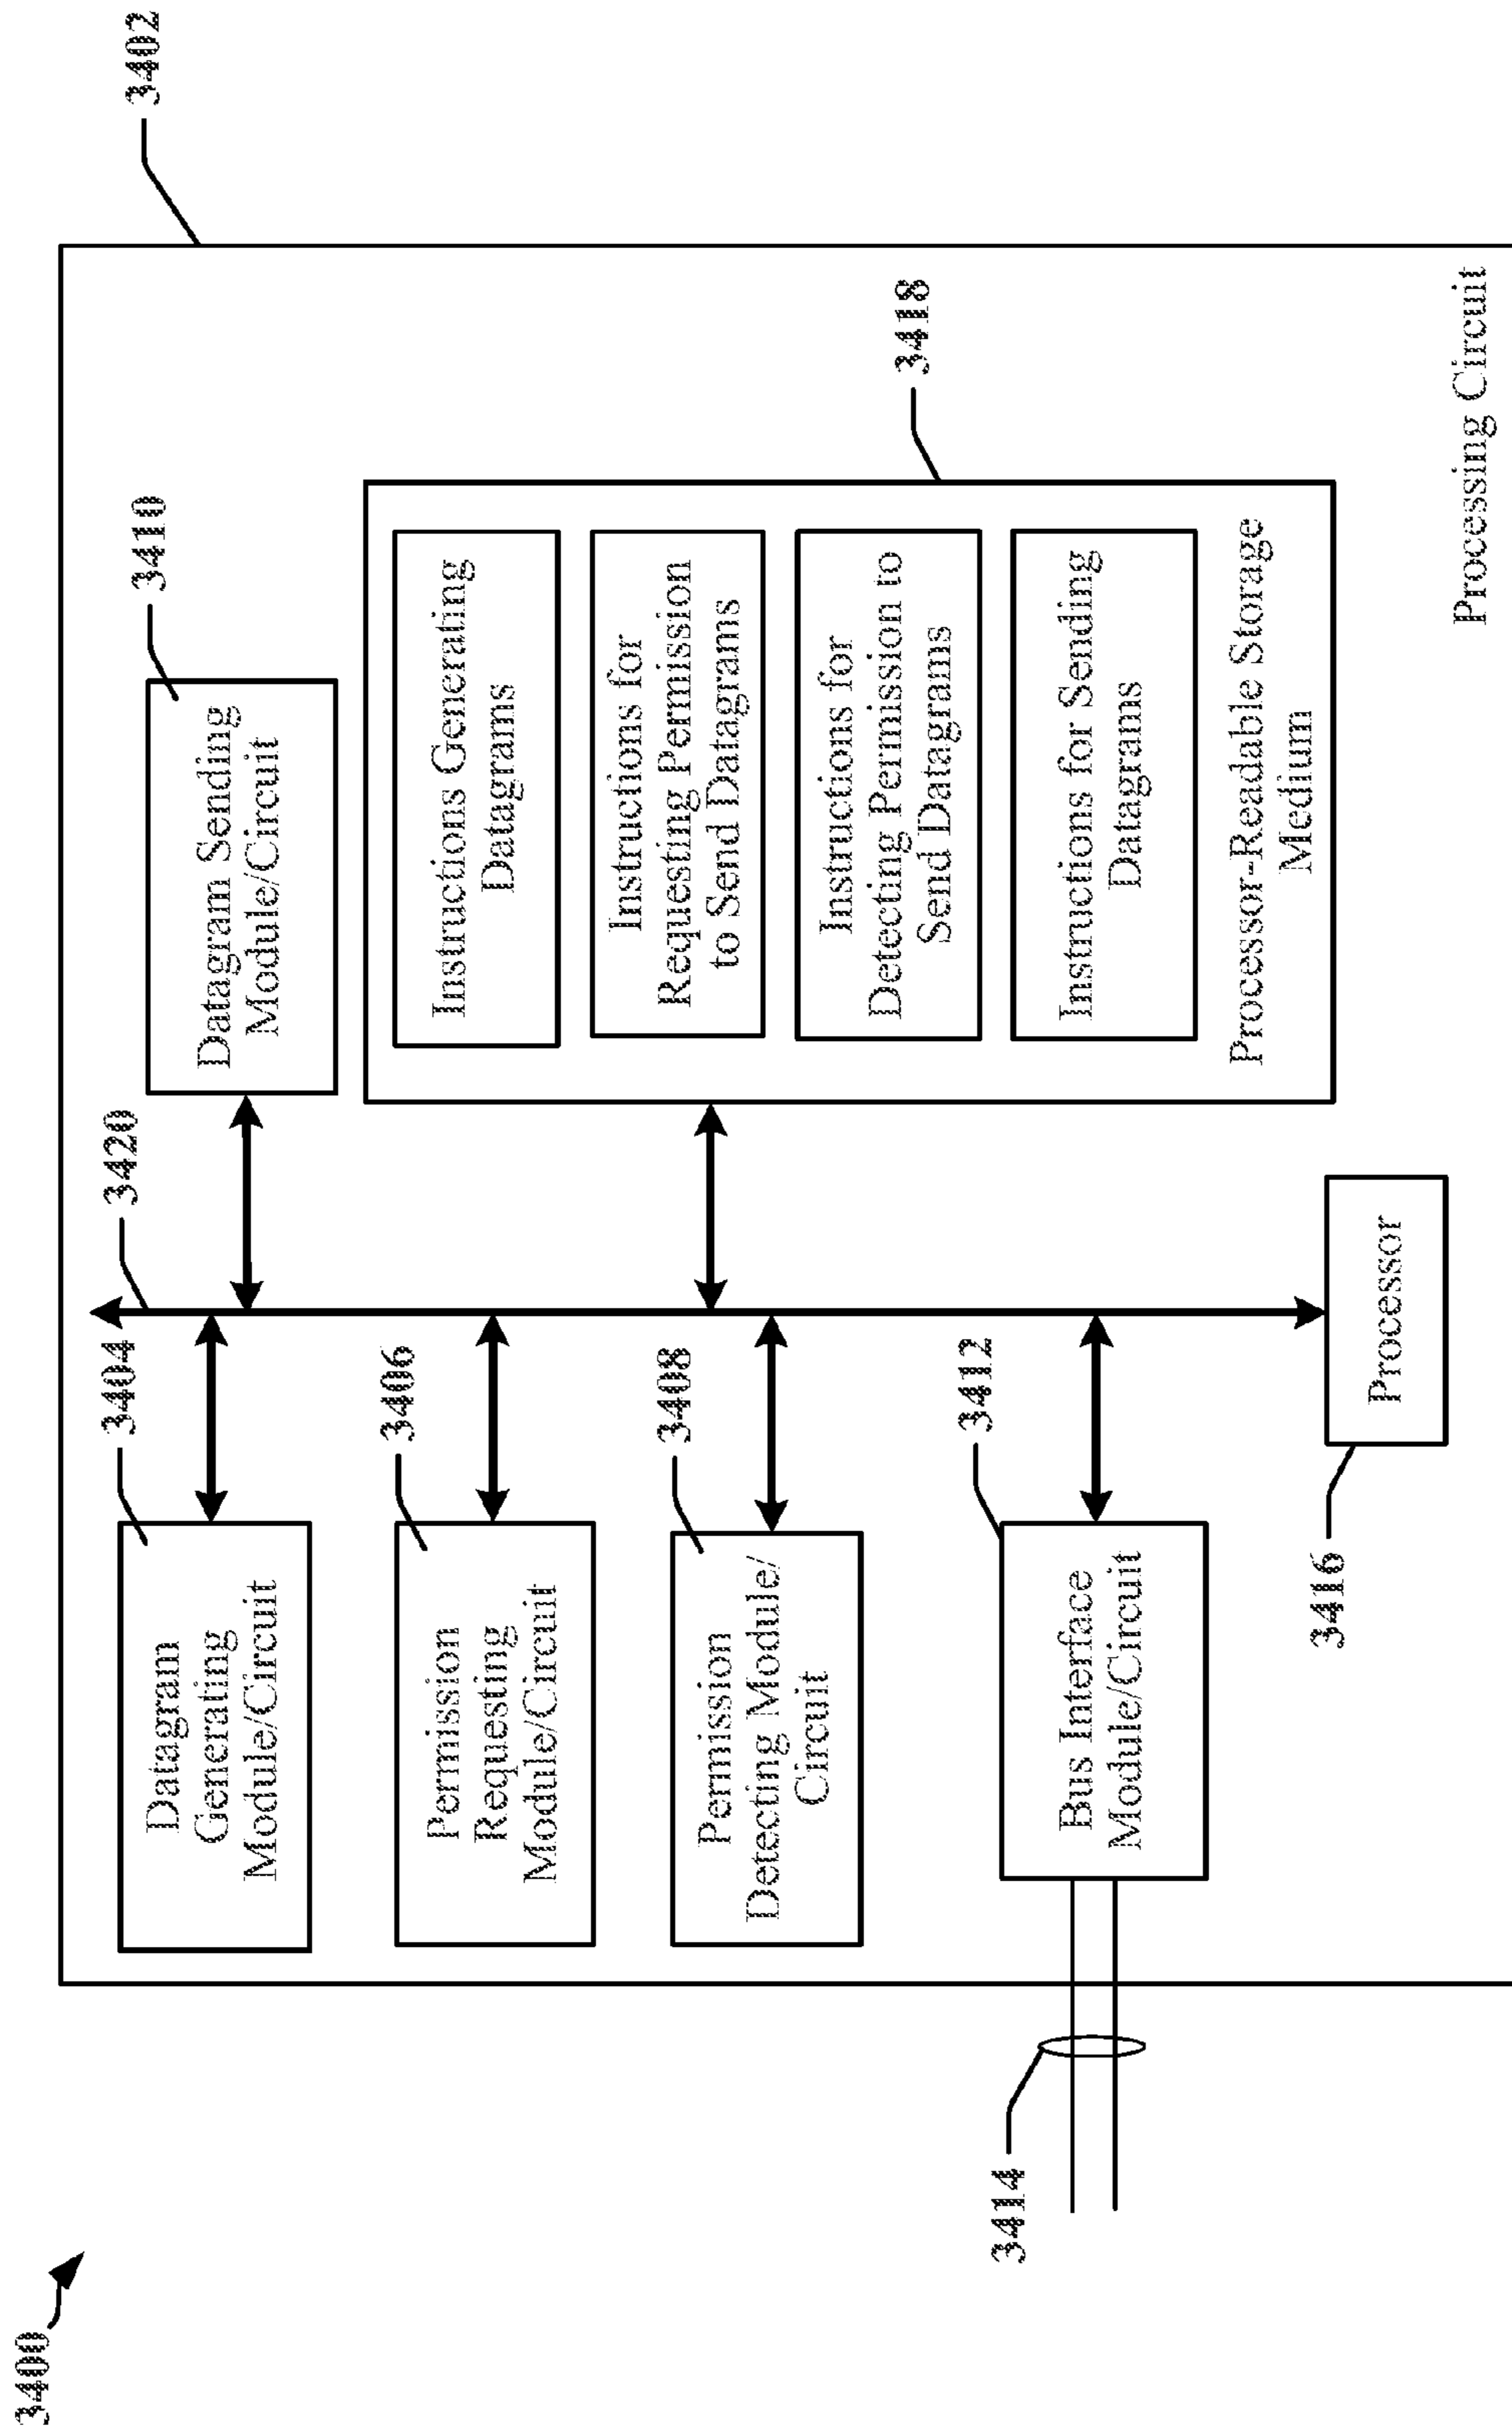 3400
3402
3404
Datagram
Generating
Module/Circuit
3420
3410
Datagram Sending
Module/Circuit
3406
Permission
Requesting
Module/Circuit
3408
Permission
Detecting Module/
Circuit
3418
Instructions Generating
Datagrams
Instructions for
Requesting Permission
to Send Datagrams
Instructions for
Detecting Permission to
Send Datagrams
Instructions for Sending
Datagrams
Processor-Readable Storage
Medium
3414
3412
Bus Interface
Module/Circuit
3416
Processor
Processing Circuit